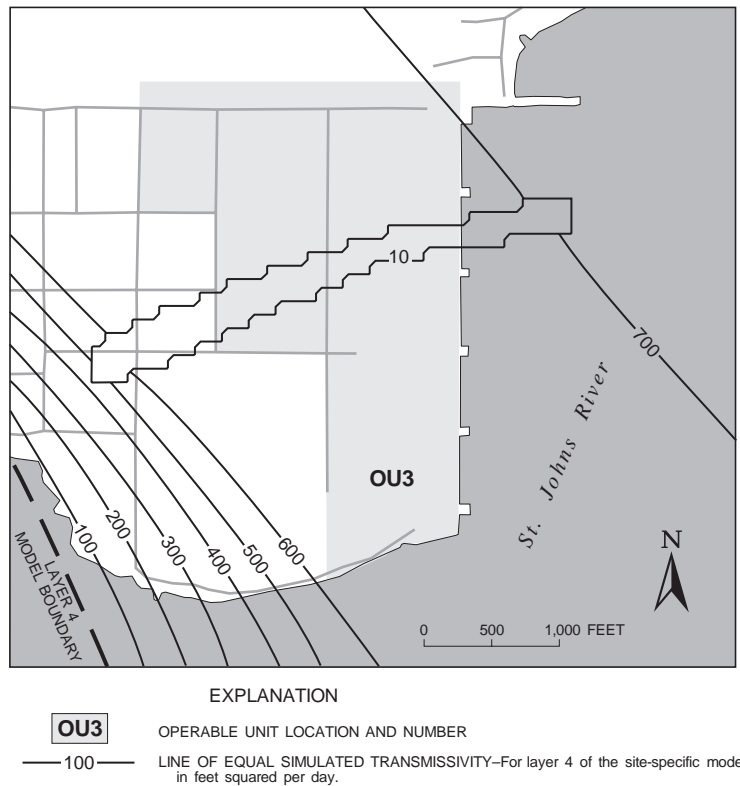 10
700
St. Johns River
OU3
N
100
200
300
400
500
600
LAYER 4
MODEL BOUNDARY
0 500 1,000 FEET
EXPLANATION
OU3 OPERABLE UNIT LOCATION AND NUMBER
100 LINE OF EQUAL SIMULATED TRANSMISSIVITY–For layer 4 of the site-specific mode
in feet squared per day.